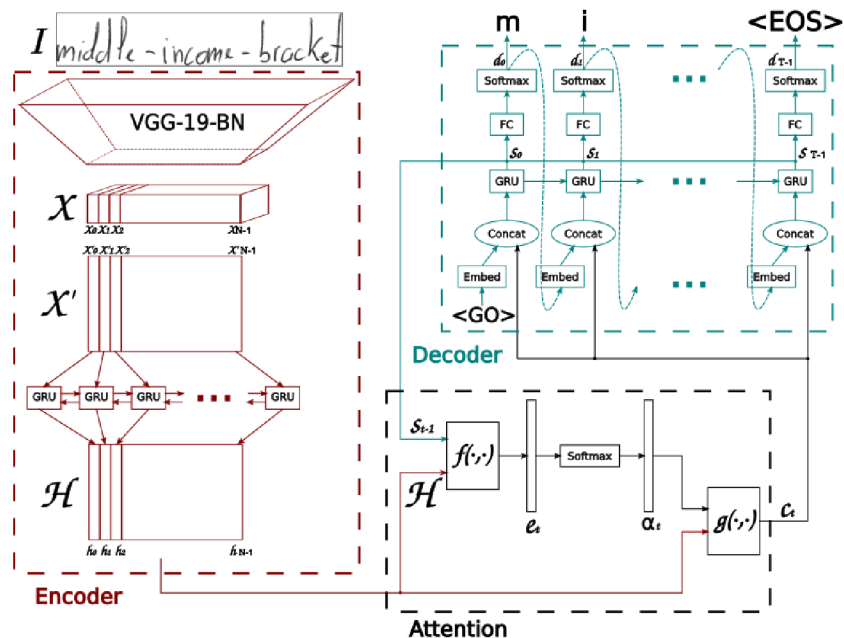 m i <EOS>
I middle-income-bracket
d₀ d₁ d T-1
Softmax Softmax Softmax
VGG-19-BN
FC FC FC
S₀ S₁ S T-1
GRU GRU GRU
X
X₀ X₁ X₂ XN-1
Concat Concat Concat
X'₀ X'₁ X'₂ X'N-1
Embed Embed Embed
X'
<GO>
Decoder
GRU GRU GRU GRU
Sₜ₋₁
f(·,·) Softmax
H
H
eₜ αₜ
g(·,·) Cₜ
h₀ h₁ h₂ hN-1
Encoder
Attention